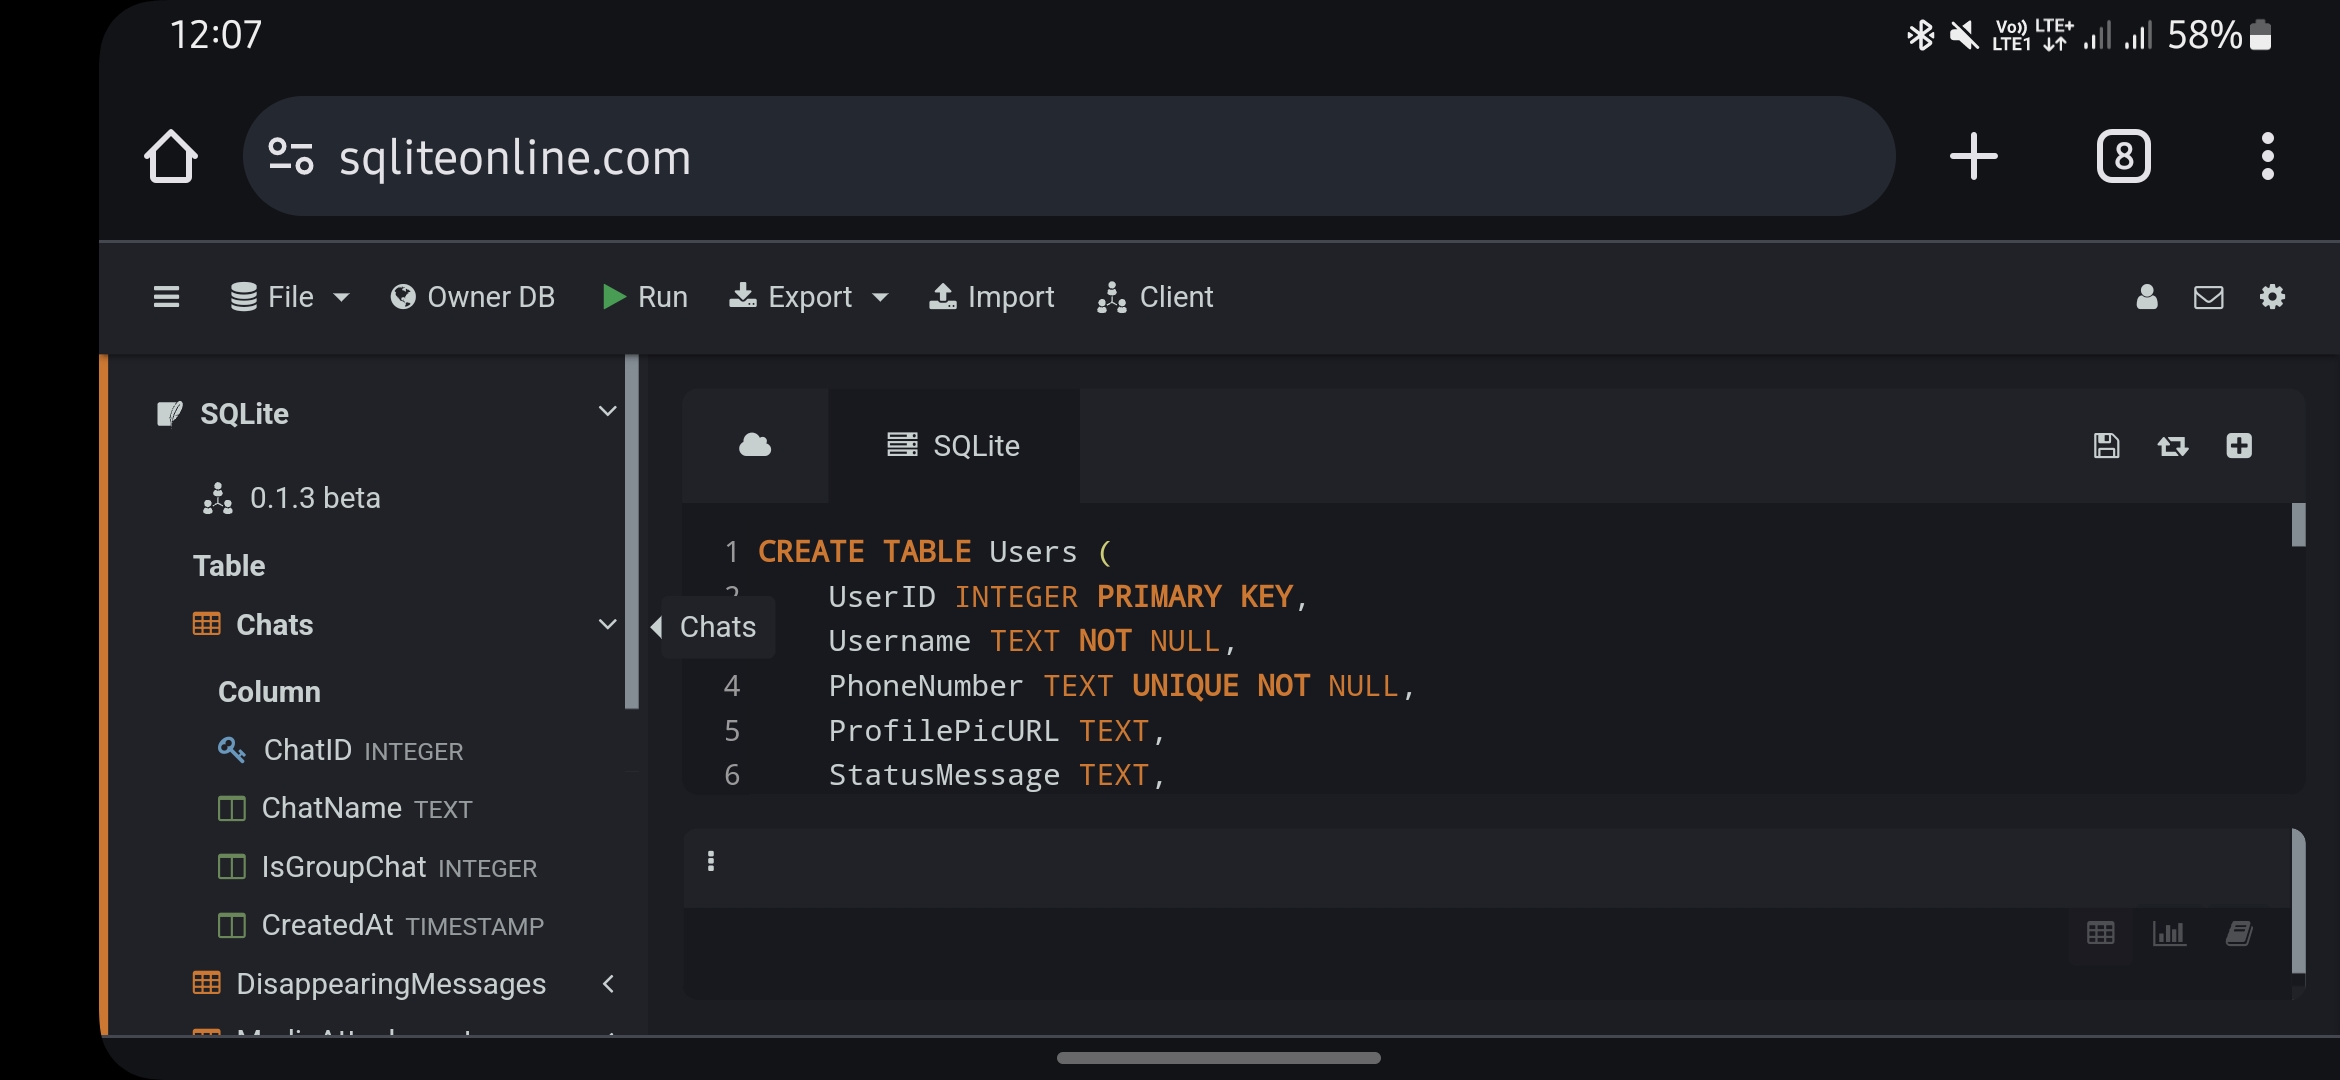 12:07
Vo)) LTE1 LTE+ 58%
sqliteonline.com
8
File Owner DB Run Export Import Client
SQLite
0.1.3 beta
Table
Chats
Column
ChatID INTEGER
ChatName TEXT
IsGroupChat INTEGER
CreatedAt TIMESTAMP
DisappearingMessages
Chats
SQLite
1 CREATE TABLE Users (
2 UserID INTEGER PRIMARY KEY,
Username TEXT NOT NULL,
4 PhoneNumber TEXT UNIQUE NOT NULL,
5 ProfilePicURL TEXT,
6 StatusMessage TEXT,